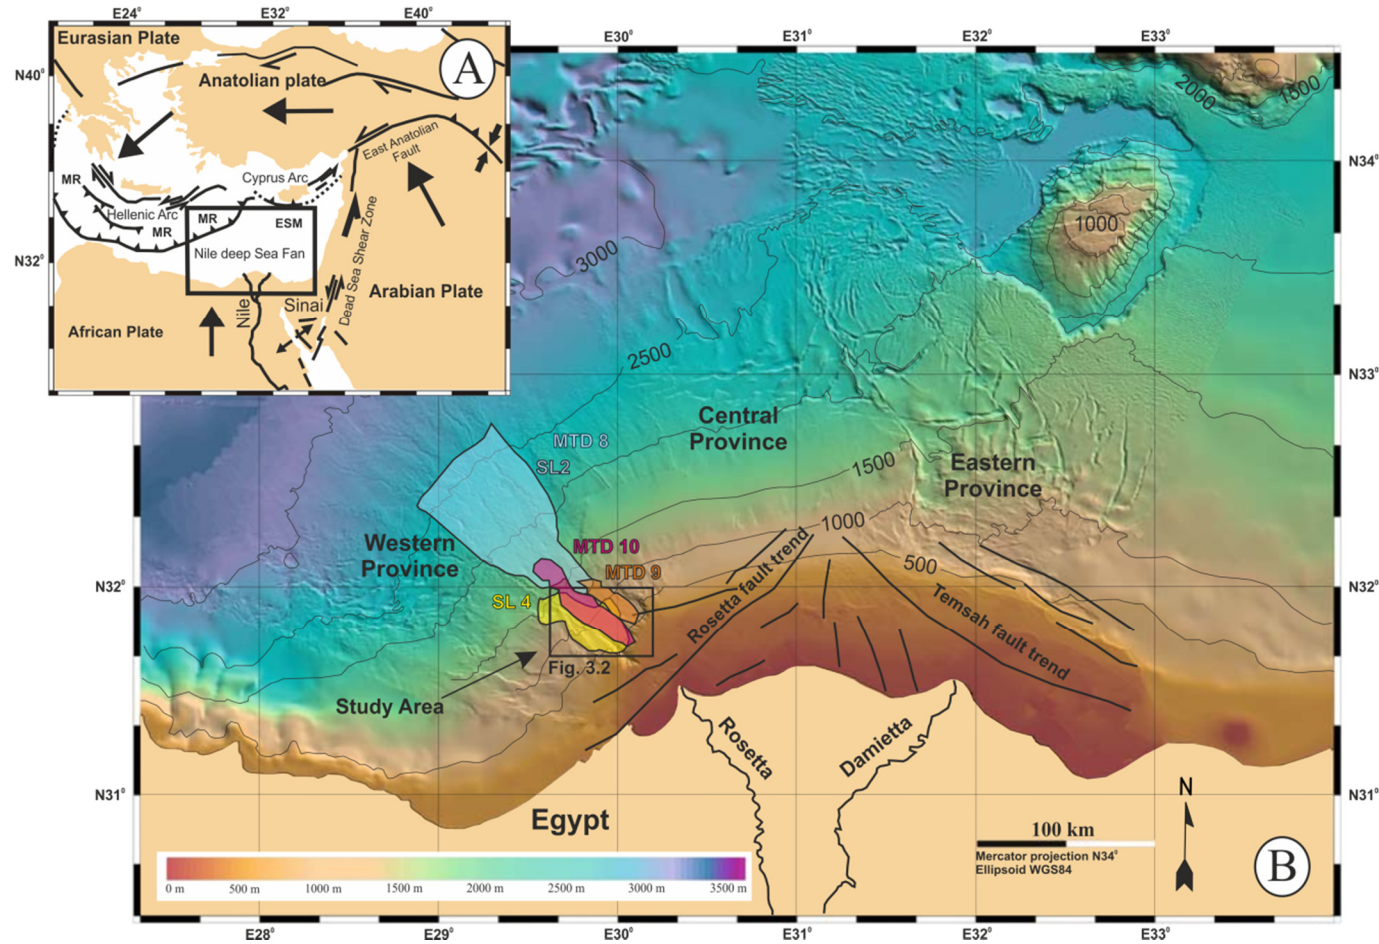 E24°
E32°
E40°
Eurasian Plate
A
N40°
Anatolian plate
East Anatolian
Fault
MR
Cyprus Arc
Hellenic Arc
MR
ESM
MR
Nile deep Sea Fan
N32°
Dead Sea Shear Zone
Arabian Plate
Sinai
Nile
African Plate
E30°
E31°
E32°
E33°
2000
1500
N34°
1000
3000
2500
N33°
Central
Province
MTD 8
SL2
1500
Eastern
Province
1000
Western
Province
MTD 10
MTD 9
500
N32°
N32°
SL 4
Rosetta fault trend
Temsah fault trend
Fig. 3.2
Study Area
Rosetta
Damietta
N31°
N31°
N
Egypt
100 km
Mercator projection N34°
Ellipsoid WGS84
B
0 m
500 m
1000 m
1500 m
2000 m
2500 m
3000 m
3500 m
E28°
E29°
E30°
E31°
E32°
E33°